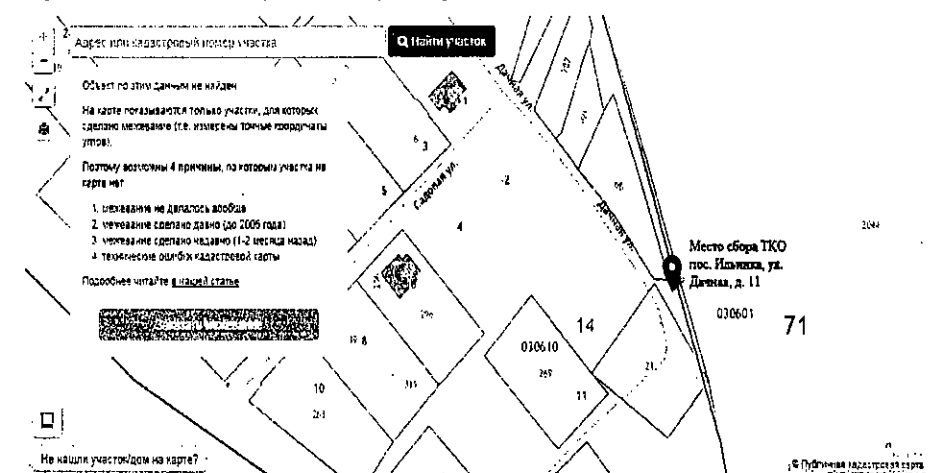 Адрес или кадастровый номер участка
Найти участок
Объект по этим данным не найден
На карте показываются только участки, для которых
сделано межевание (т.е. измерены точные координаты
углов).
Поэтому возможны 4 причины, по которым участка на
карте нет
1. межевание не делалось вообще
2. межевание сделано давно (до 2006 года)
3. межевание сделано недавно (1-2 месяца назад)
4. технические ошибки кадастровой карты
Подробнее читайте в нашей статье
Не нашли участок/дом на карте?
Дачная ул.
Садовая ул.
Дачная ул.
Место сбора ТКО
пос. Ильинка, ул.
Дачная, д. 11
030601
71
14
030610
269
11
21
4
2
3
5
6
8
10
© Публичная кадастровая карта